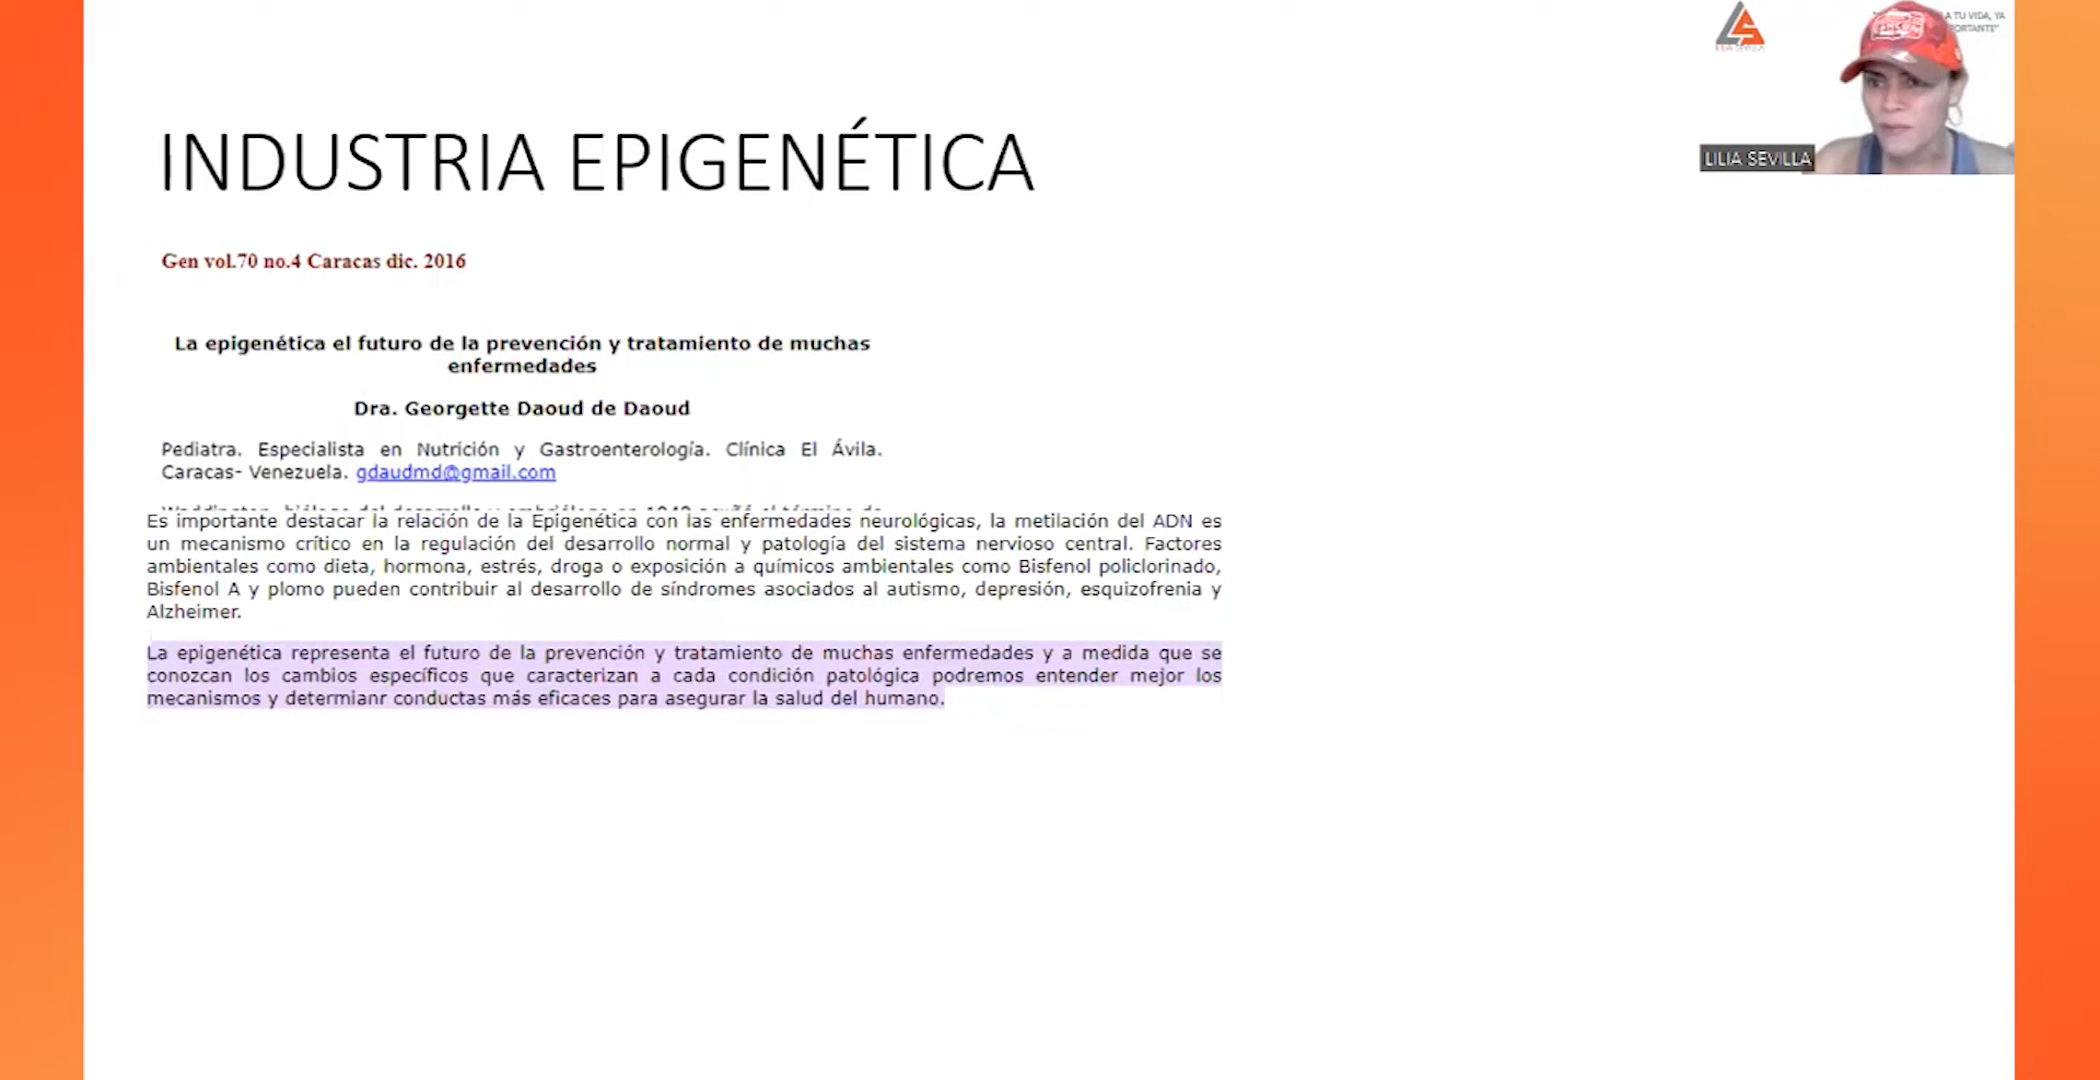 A TU VIDA, YA
PORTANTE"
LS
LILIA SEVILLA
INDUSTRIA EPIGENÉTICA
Gen vol.70 no.4 Caracas dic. 2016
La epigenética el futuro de la prevención y tratamiento de muchas
enfermedades
Dra. Georgette Daoud de Daoud
Pediatra. Especialista en Nutrición y Gastroenterología. Clínica El Ávila.
Caracas- Venezuela. gdaudmd@gmail.com
Es importante destacar la relación de la Epigenética con las enfermedades neurológicas, la metilación del ADN es
un mecanismo crítico en la regulación del desarrollo normal y patología del sistema nervioso central. Factores
ambientales como dieta, hormona, estrés, droga o exposición a químicos ambientales como Bisfenol policlorinado,
Bisfenol A y plomo pueden contribuir al desarrollo de síndromes asociados al autismo, depresión, esquizofrenia y
Alzheimer.
La epigenética representa el futuro de la prevención y tratamiento de muchas enfermedades y a medida que se
conozcan los cambios específicos que caracterizan a cada condición patológica podremos entender mejor los
mecanismos y determianr conductas más eficaces para asegurar la salud del humano.